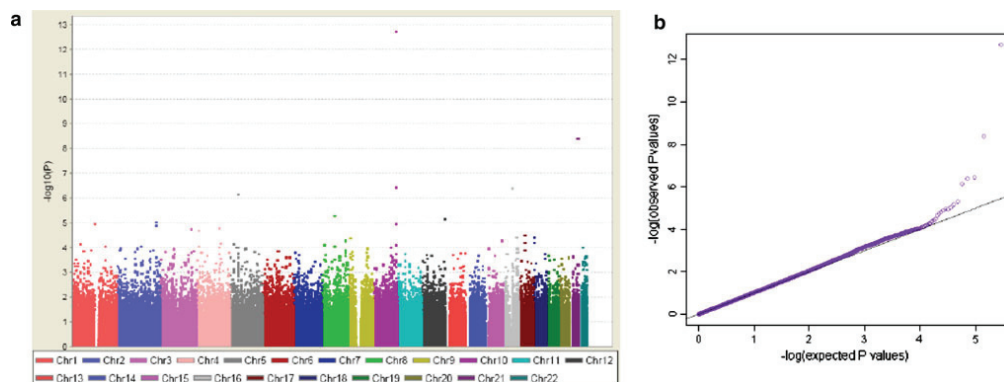 a
13
12
11
10
9
8
7
6
5
4
3
2
1
0
-log10(P)
Chr1 Chr2 Chr3 Chr4 Chr5 Chr6 Chr7 Chr8 Chr9 Chr10 Chr11 Chr12
Chr13 Chr14 Chr15 Chr16 Chr17 Chr18 Chr19 Chr20 Chr21 Chr22
b
12
10
8
6
4
2
0
-log(observed Pvalues)
0 1 2 3 4 5
-log(expected P values)